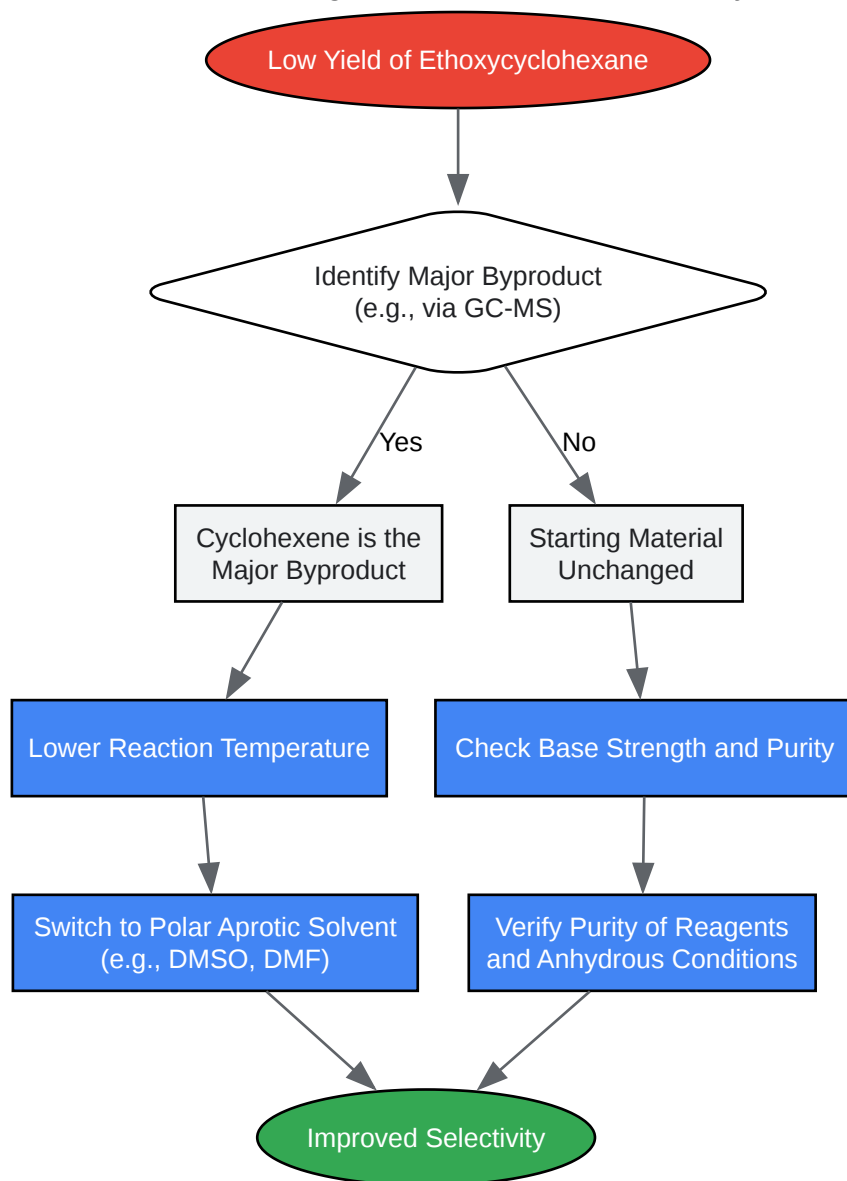 Low Yield of Ethoxycyclohexane
Identify Major Byproduct
(e.g., via GC-MS)
Yes
No
Cyclohexene is the
Major Byproduct
Starting Material
Unchanged
Lower Reaction Temperature
Check Base Strength and Purity
Switch to Polar Aprotic Solvent
(e.g., DMSO, DMF)
Verify Purity of Reagents
and Anhydrous Conditions
Improved Selectivity